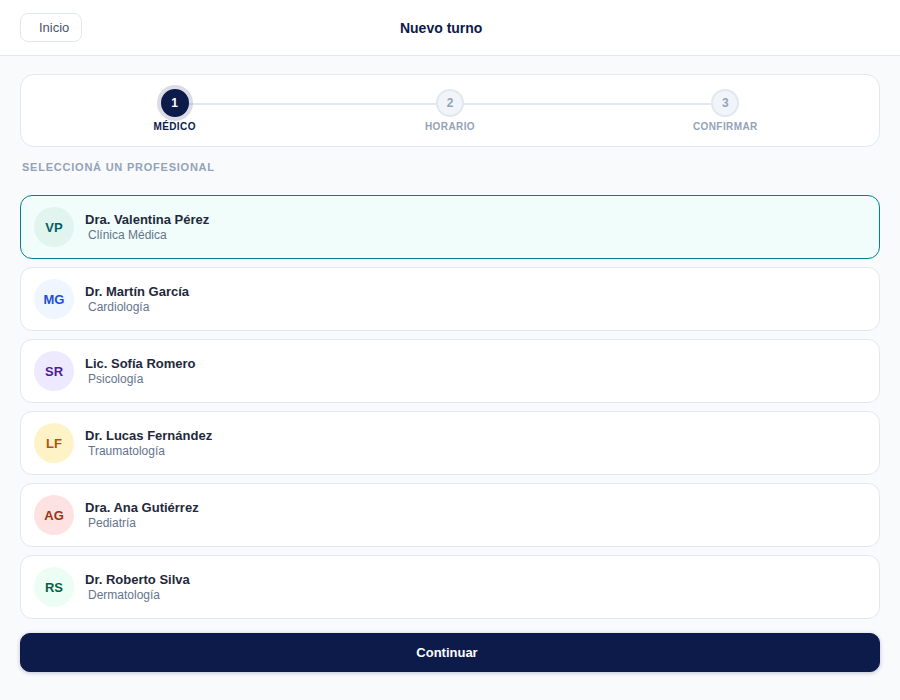 Inicio
Nuevo turno
1
2
3
MÉDICO
HORARIO
CONFIRMAR
SELECCIONÁ UN PROFESIONAL
VP
Dra. Valentina Pérez
Clínica Médica
MG
Dr. Martín García
Cardiología
SR
Lic. Sofía Romero
Psicología
LF
Dr. Lucas Fernández
Traumatología
AG
Dra. Ana Gutiérrez
Pediatría
RS
Dr. Roberto Silva
Dermatología
Continuar